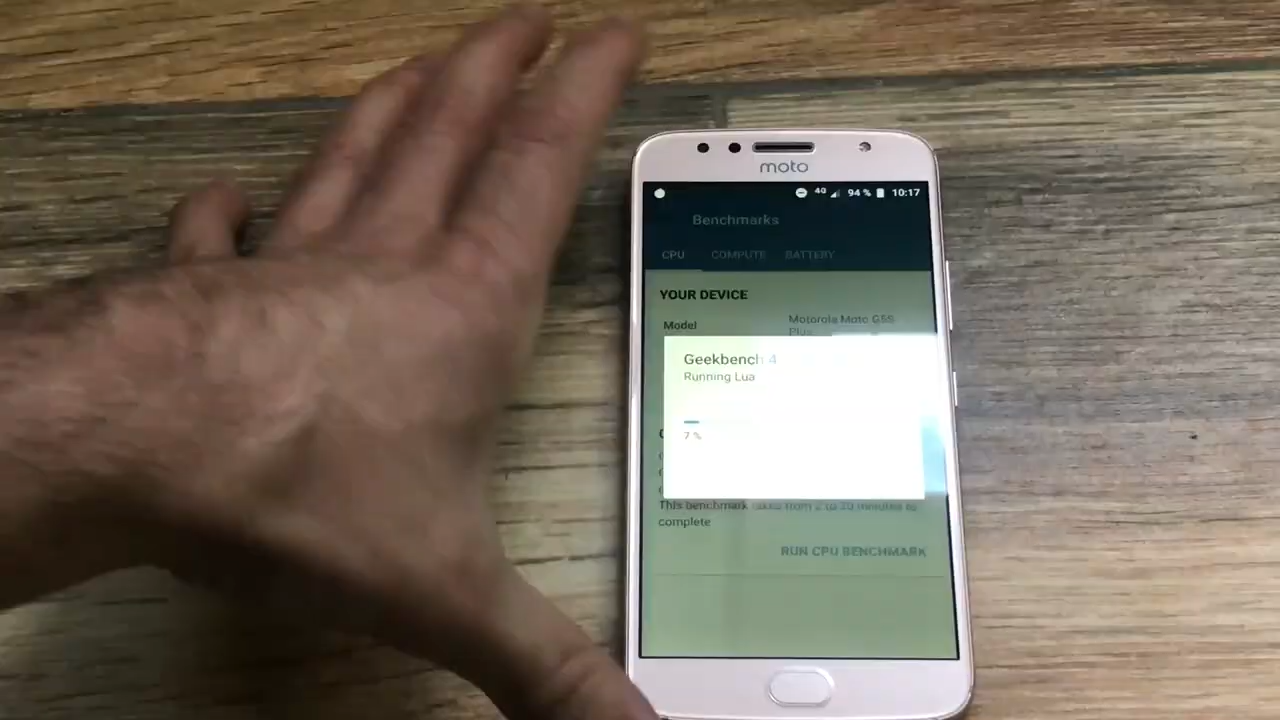 moto
4G 94 % 10:17
Benchmarks
CPU COMPUTE BATTERY
YOUR DEVICE
Model Motorola Moto G5S
Plus
Geekbench 4
Running Lua
7 %
This benchmark takes from 2 to 20 minutes to
complete
RUN CPU BENCHMARK